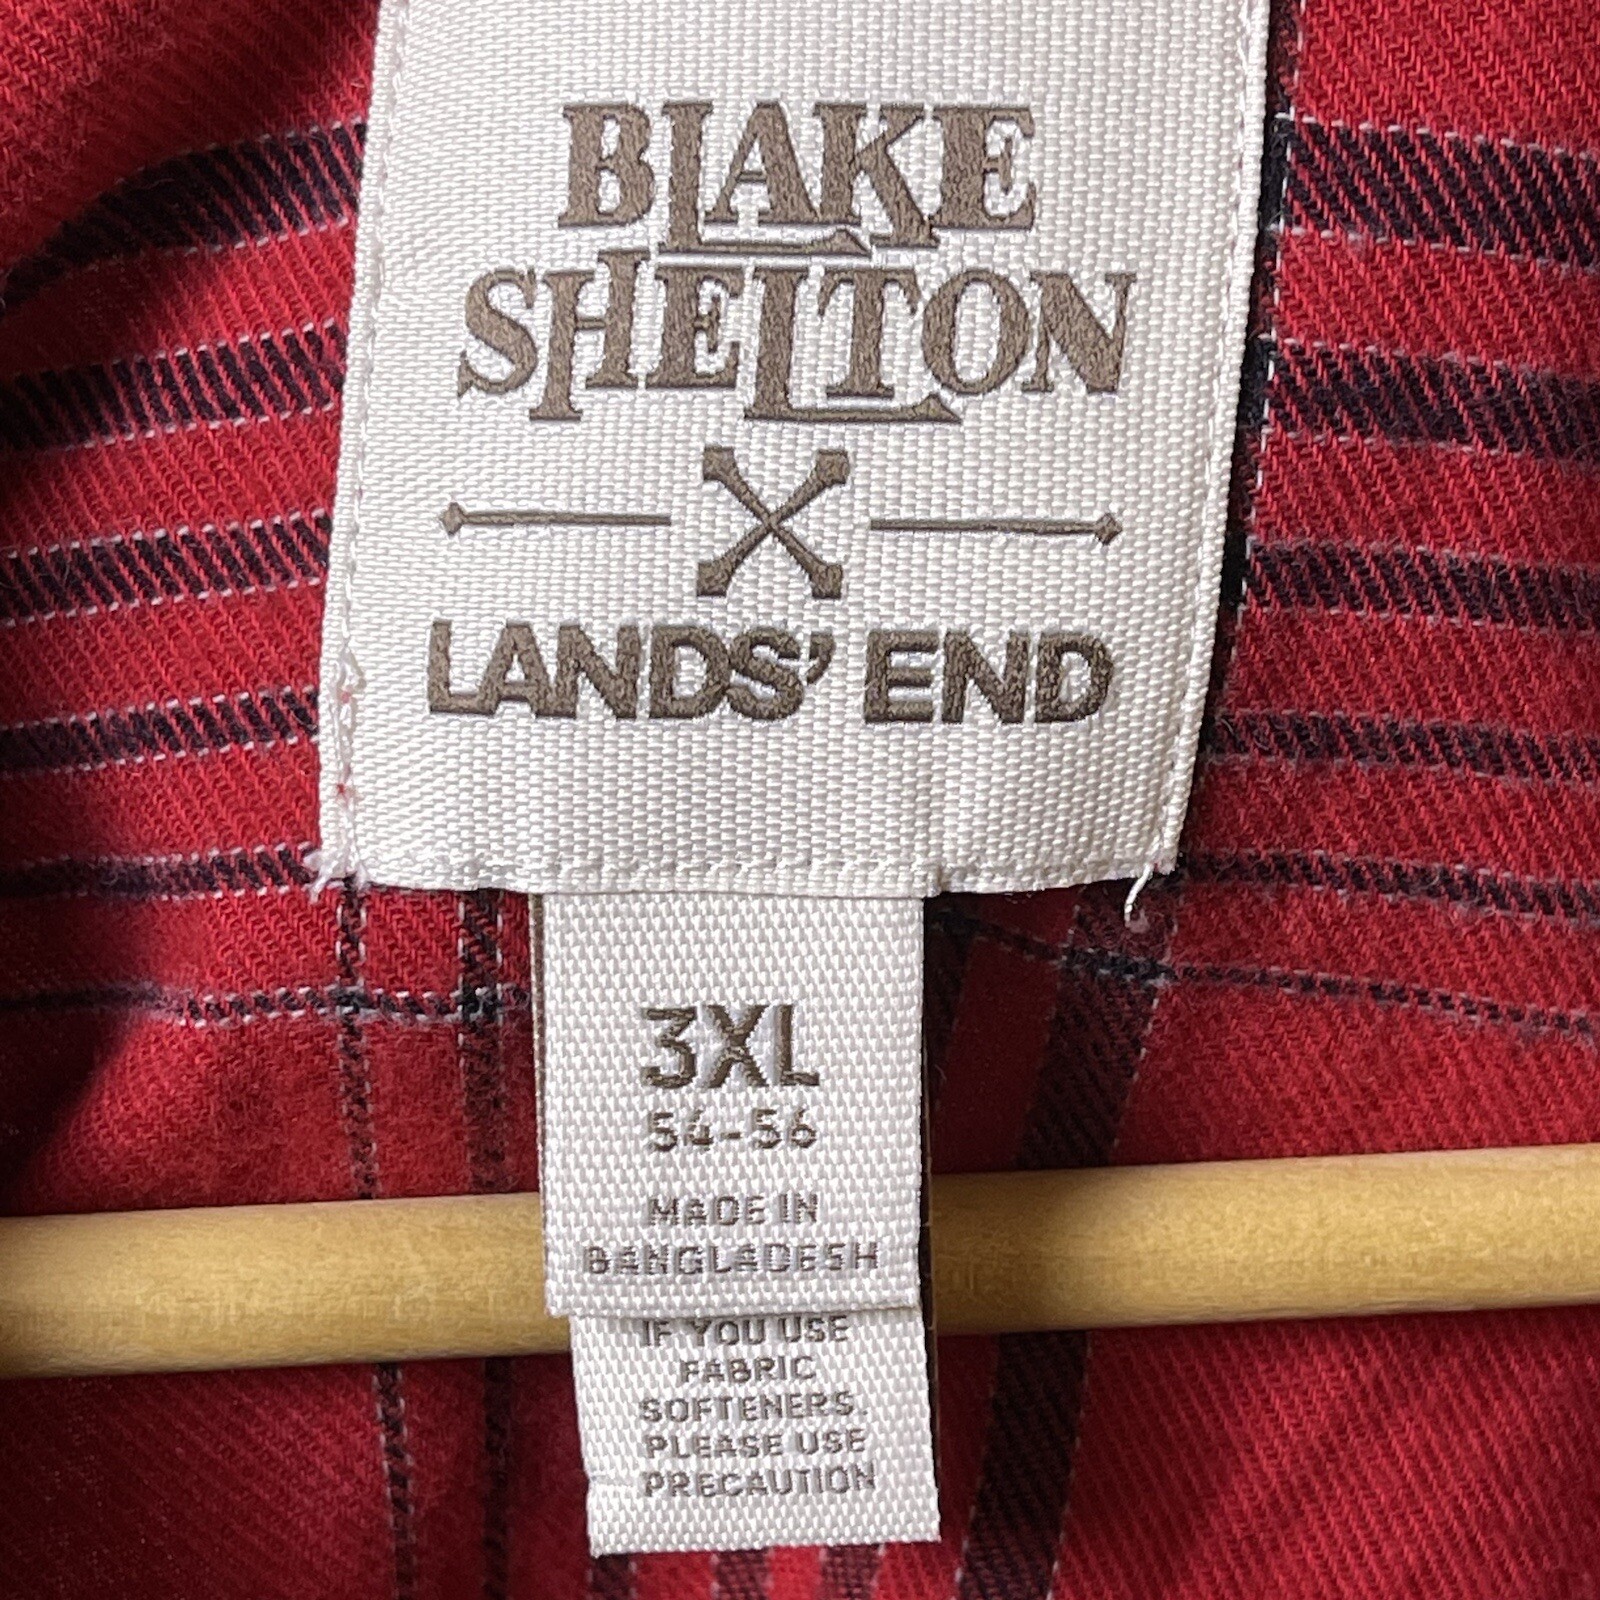 BLAKE
SHELTON
X
LANDS' END
3XL
54-56
MADE IN
BANGLADESH
IF YOU USE
FABRIC
SOFTENERS.
PLEASE USE
PRECAUTION